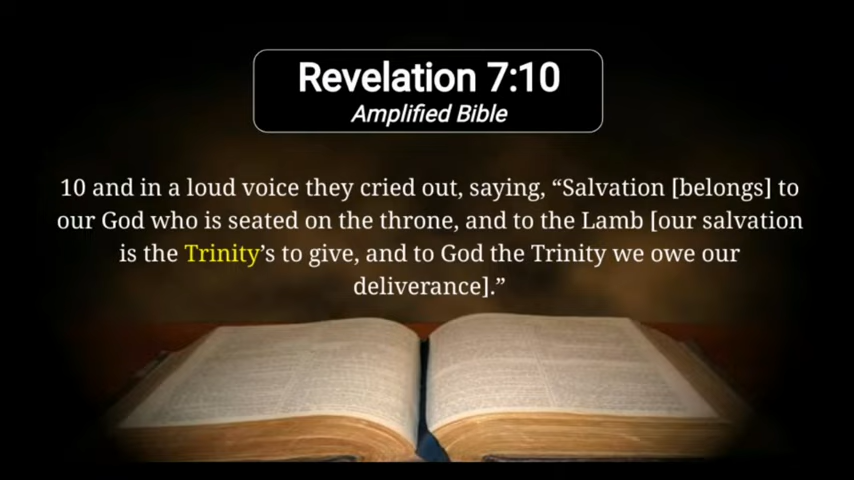 Revelation 7:10
Amplified Bible
10 and in a loud voice they cried out, saying, “Salvation [belongs] to
our God who is seated on the throne, and to the Lamb [our salvation
is the Trinity’s to give, and to God the Trinity we owe our
deliverance].”